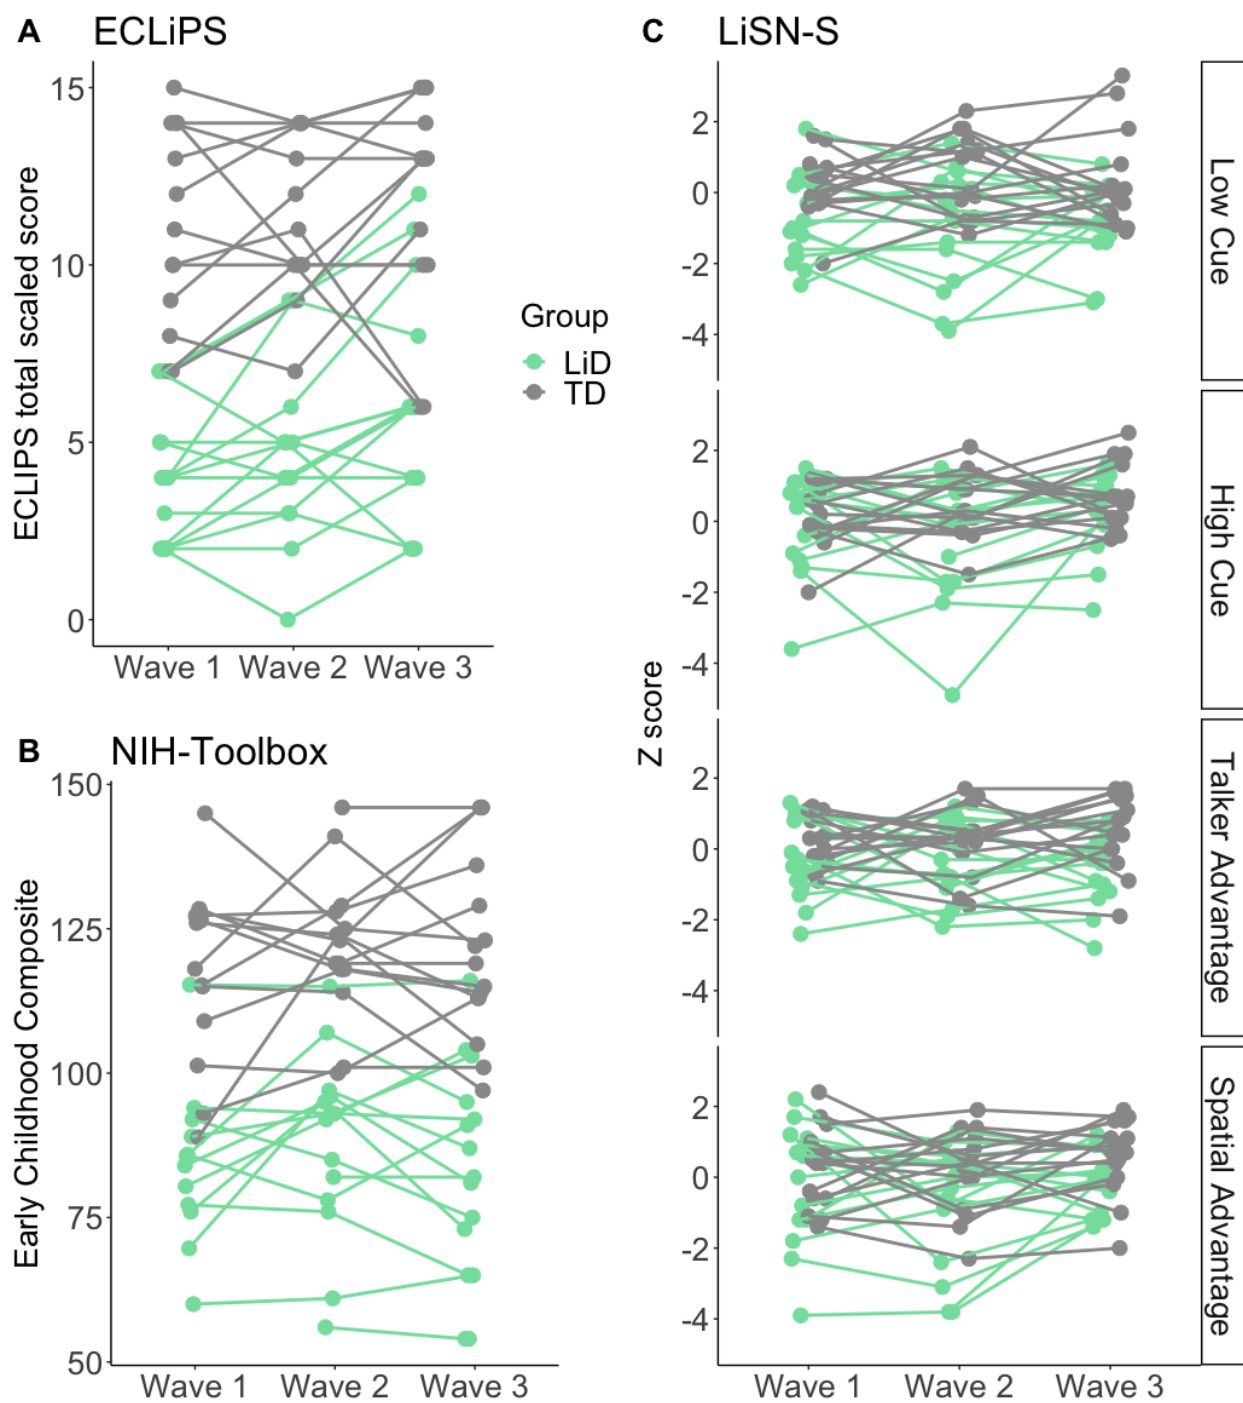 A ECLiPS
15
10
5
0
ECLIPS total scaled score
Wave 1 Wave 2 Wave 3
Group
LiD
TD
B NIH-Toolbox
150
125
100
75
50
Early Childhood Composite
Wave 1 Wave 2 Wave 3
C LiSN-S
Z score
2
0
-2
-4
Low Cue
2
0
-2
-4
High Cue
2
0
-2
-4
Talker Advantage
2
0
-2
-4
Spatial Advantage
Wave 1 Wave 2 Wave 3